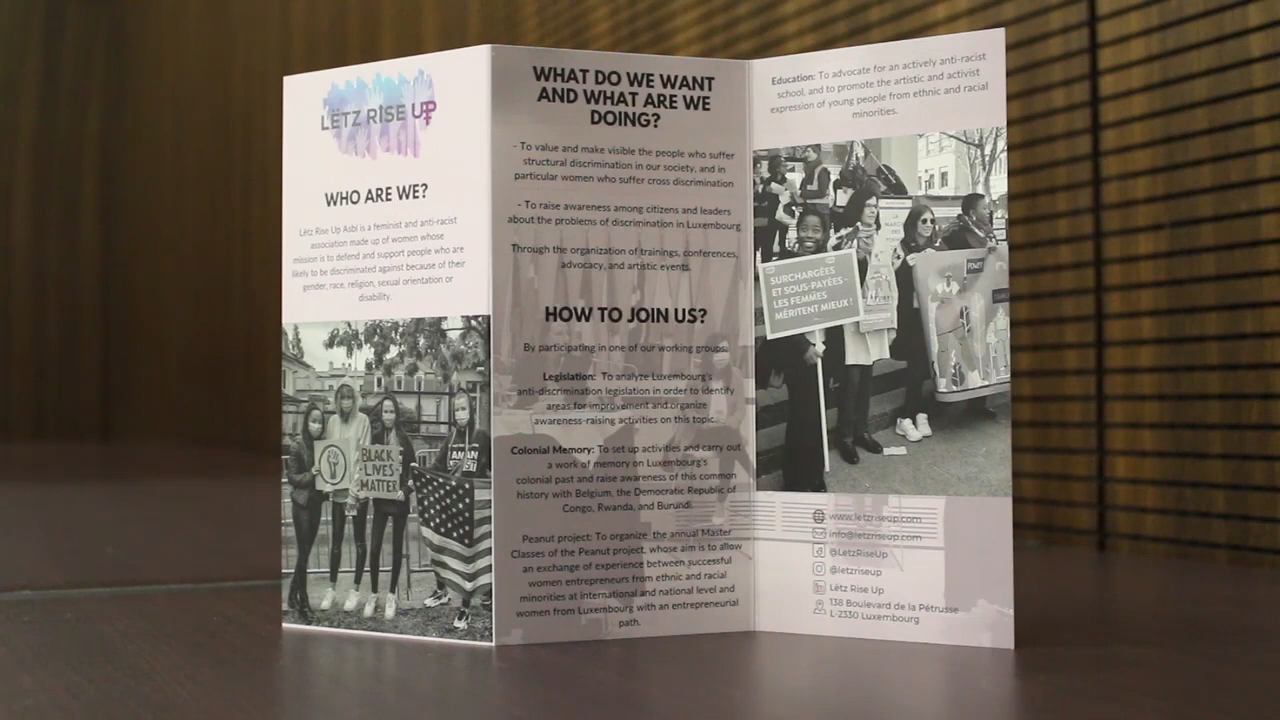 LËTZ RISE UP
WHO ARE WE?
Lëtz Rise Up Asbl is a feminist and anti-racist
association made up of women whose
mission is to defend and support people who are
likely to be discriminated against because of their
gender, race, religion, sexual orientation or
disability.
BLACK
LIVES
MATTER
WHAT DO WE WANT
AND WHAT ARE WE
DOING?
- To value and make visible the people who suffer
structural discrimination in our society, and in
particular women who suffer cross discrimination
- To raise awareness among citizens and leaders
about the problems of discrimination in Luxembourg
Through the organization of trainings, conferences,
advocacy, and artistic events.
HOW TO JOIN US?
By participating in one of our working groups:
Legislation: To analyze Luxembourg's
anti-discrimination legislation in order to identify
areas for improvement and organize
awareness-raising activities on this topic.
Colonial Memory: To set up activities and carry out
a work of memory on Luxembourg's
colonial past and raise awareness of this common
history with Belgium, the Democratic Republic of
Congo, Rwanda, and Burundi.
Peanut project: To organize the annual Master
Classes of the Peanut project, whose aim is to allow
an exchange of experience between successful
women entrepreneurs from ethnic and racial
minorities at international and national level and
women from Luxembourg with an entrepreneurial
path.
Education: To advocate for an actively anti-racist
school, and to promote the artistic and activist
expression of young people from ethnic and racial
minorities.
SURCHARGÉES
ET SOUS-PAYÉES -
LES FEMMES
MÉRITENT MIEUX !
POWER
www.letzriseup.com
info@letzriseup.com
@LetzRiseUp
@letzriseup
Lëtz Rise Up
138 Boulevard de la Pétrusse
L-2330 Luxembourg